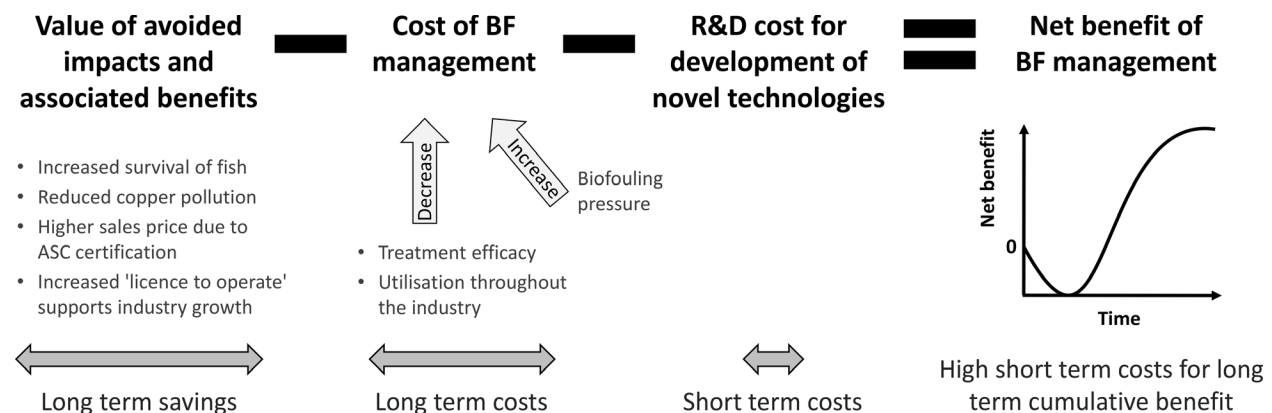 Value of avoided
impacts and
associated benefits
Cost of BF
management
R&D cost for
development of
novel technologies
Net benefit of
BF management
• Increased survival of fish
• Reduced copper pollution
• Higher sales price due to
ASC certification
• Increased 'licence to operate'
supports industry growth
Decrease
Increase
Biofouling
pressure
• Treatment efficacy
• Utilisation throughout
the industry
Net benefit
0
Time
Long term savings
Long term costs
Short term costs
High short term costs for long
term cumulative benefit